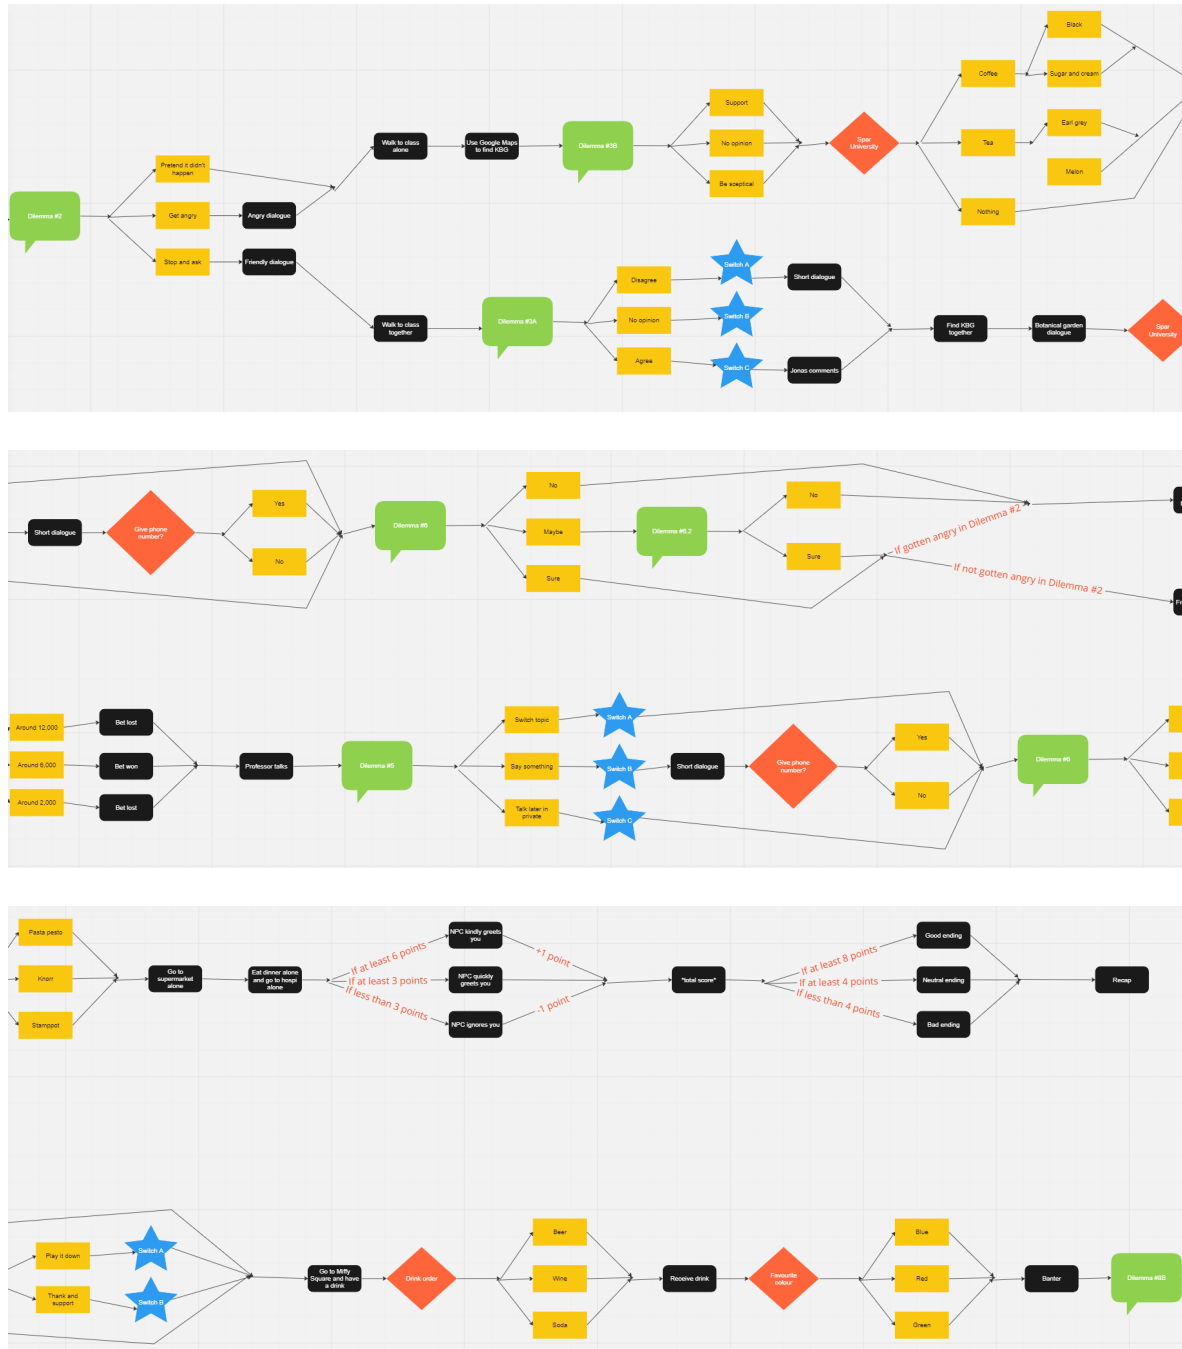 Black
Coffee
Sugar and cream
Support
Walk to class
alone
Use Google Maps
to find KBG
Dilemma #3B
No opinion
Spar
University
Tea
Earl grey
Pretend it didn't
happen
Melon
Be sceptical
Dilemma #2
Get angry
Angry dialogue
Nothing
Stop and ask
Friendly dialogue
Switch A
Disagree
Short dialogue
Walk to class
together
Dilemma #3A
No opinion
Switch B
Find KBG
together
Botanical garden
dialogue
Spar
University
Agree
Switch C
Jonas comments
No
No
Yes
Short dialogue
Give phone
number?
Dilemma #6
Maybe
Dilemma #6.2
If gotten angry in Dilemma #2
No
Sure
Sure
If not gotten angry in Dilemma #2
Around 12,000
Bet lost
Switch topic
Switch A
Yes
Around 6,000
Bet won
Professor talks
Dilemma #5
Say something
Switch B
Short dialogue
Give phone
number?
Dilemma #6
No
Around 2,000
Bet lost
Talk later in
private
Switch C
Pasta pesto
NPC kindly greets
you
Good ending
If at least 6 points
+1 point
If at least 8 points
Knorr
Go to
supermarket
alone
Eat dinner alone
and go to hospi
alone
If at least 3 points
NPC quickly
greets you
*total score*
If at least 4 points
Neutral ending
Recap
If less than 3 points
-1 point
If less than 4 points
Stamppot
NPC ignores you
Bad ending
Beer
Blue
Play it down
Switch A
Go to Miffy
Square and have
a drink
Drink order
Wine
Receive drink
Favourite
colour
Red
Banter
Dilemma #8B
Thank and
support
Switch B
Soda
Green